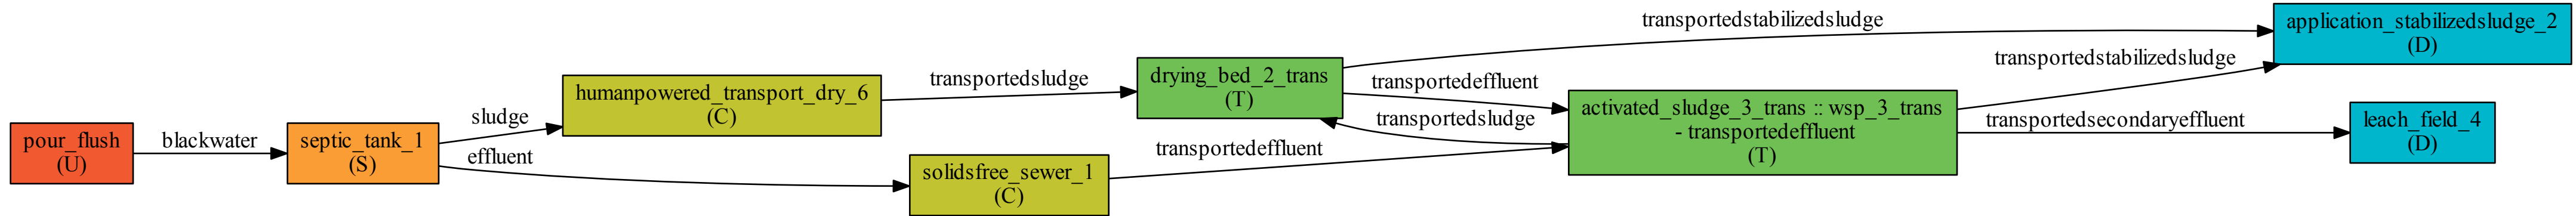 pour_flush
(U)
blackwater
septic_tank_1
(S)
sludge
effluent
humanpowered_transport_dry_6
(C)
solidsfree_sewer_1
(C)
transportedsludge
transportedeffluent
drying_bed_2_trans
(T)
transportedstabilizedsludge
transportedeffluent
transportedsludge
activated_sludge_3_trans :: wsp_3_trans
- transportedeffluent
(T)
transportedstabilizedsludge
transportedsecondaryeffluent
application_stabilizedsludge_2
(D)
leach_field_4
(D)